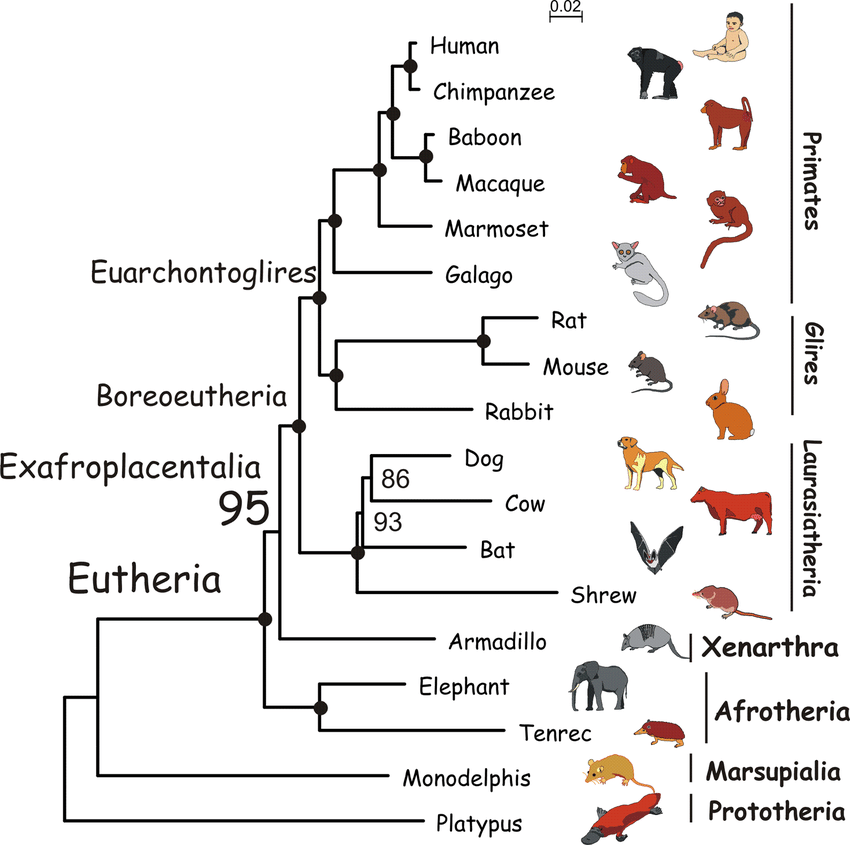 0.02
Human
Chimpanzee
Baboon
Macaque
Marmoset
Galago
Rat
Mouse
Rabbit
Dog
Cow
Bat
Shrew
Armadillo
Elephant
Tenrec
Monodelphis
Platypus
Euarchontoglires
Boreoeutheria
Exafroplacentalia
95
Eutheria
86
93
Primates
Glires
Laurasiatheria
Xenarthra
Afrotheria
Marsupialia
Prototheria